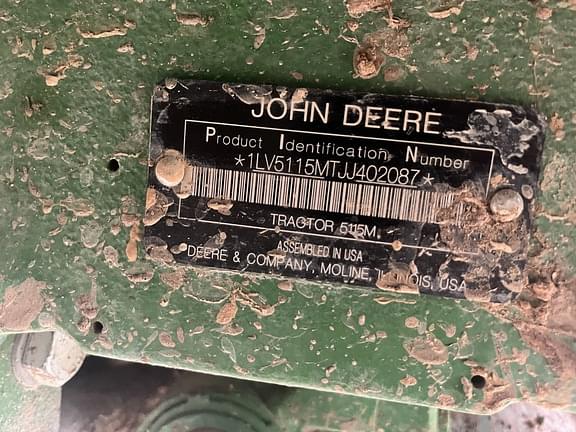 JOHN DEERE
Product Identification Number
*1LV5115MTJJ402087*
TRACTOR 5115M
ASSEMBLED IN USA
DEERE & COMPANY, MOLINE, ILLINOIS, USA